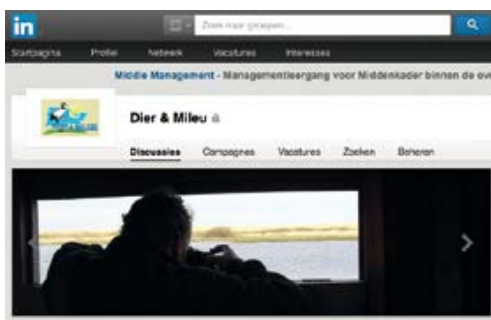 in
Zoek naar groepen...
Startpagina Profiel Netwerk Vacatures Interesses
Middle Management - Managementleergang voor Middenkader binnen de ove
Dier & Mileu
Discussies Campagnes Vacatures Zoeken Beheren